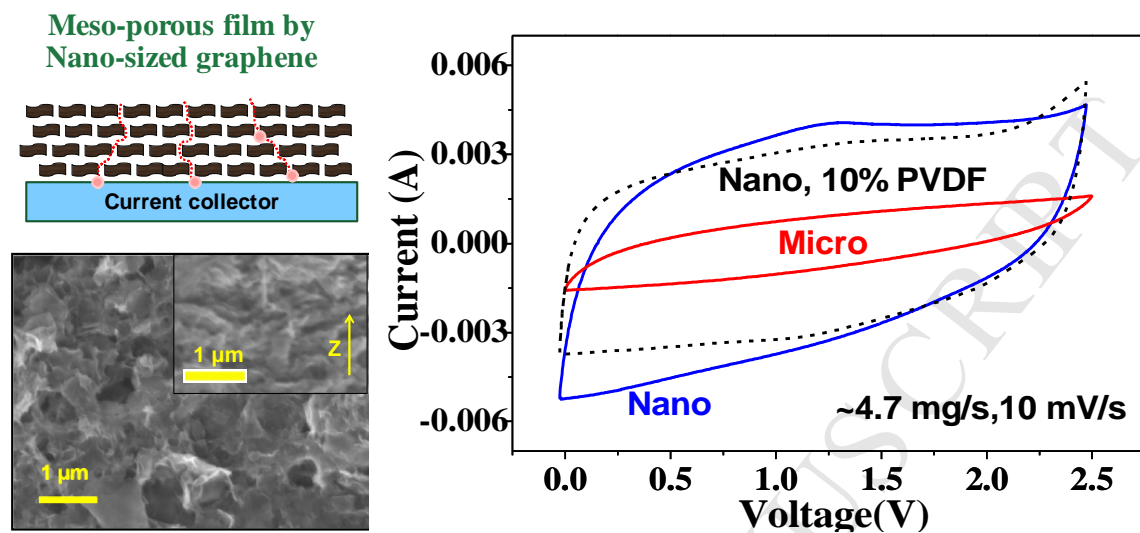 Meso-porous film by
Nano-sized graphene
Current collector
1 µm
Z
1 µm
Current (A)
0.006
0.003
0.000
-0.003
-0.006
Nano, 10% PVDF
Micro
Nano
~4.7 mg/s,10 mV/s
0.0 0.5 1.0 1.5 2.0 2.5
Voltage(V)
USCRIPT